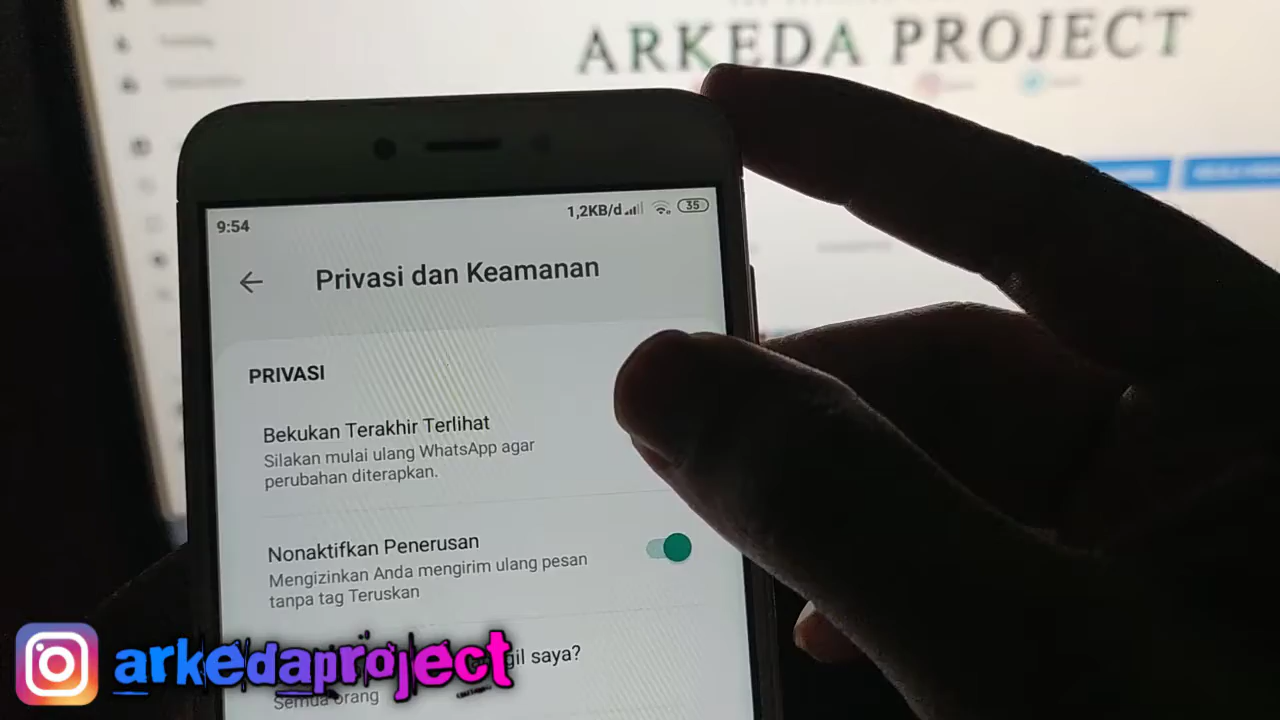 ARKEDA PROJECT
9:54
1,2KB/d
35
Privasi dan Keamanan
PRIVASI
Bekukan Terakhir Terlihat
Silakan mulai ulang WhatsApp agar
perubahan diterapkan.
Nonaktifkan Penerusan
Mengizinkan Anda mengirim ulang pesan
tanpa tag Teruskan
saya?
Semua orang
arkedaproject